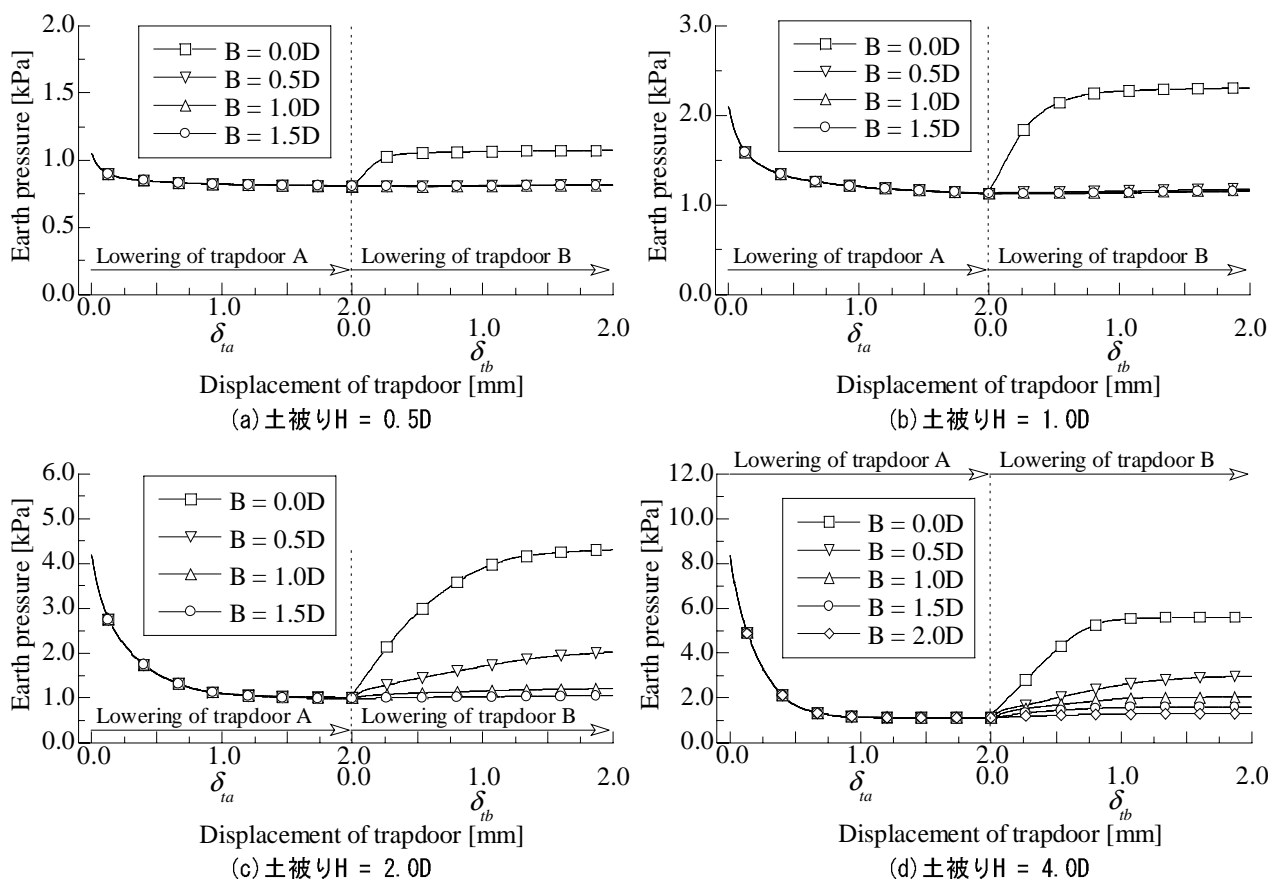 2.0
1.5
1.0
0.5
0.0
Earth pressure [kPa]
B = 0.0D
B = 0.5D
B = 1.0D
B = 1.5D
Lowering of trapdoor A
Lowering of trapdoor B
0.0 1.0 2.0
0.0 1.0 2.0
δta
δtb
Displacement of trapdoor [mm]
(a)土被りH = 0.5D
3.0
2.0
1.0
0.0
Earth pressure [kPa]
B = 0.0D
B = 0.5D
B = 1.0D
B = 1.5D
Lowering of trapdoor A
Lowering of trapdoor B
0.0 1.0 2.0
0.0 1.0 2.0
δta
δtb
Displacement of trapdoor [mm]
(b)土被りH = 1.0D
6.0
5.0
4.0
3.0
2.0
1.0
0.0
Earth pressure [kPa]
B = 0.0D
B = 0.5D
B = 1.0D
B = 1.5D
Lowering of trapdoor A
Lowering of trapdoor B
0.0 1.0 2.0
0.0 1.0 2.0
δta
δtb
Displacement of trapdoor [mm]
(c)土被りH = 2.0D
Lowering of trapdoor A
Lowering of trapdoor B
12.0
10.0
8.0
6.0
4.0
2.0
0.0
Earth pressure [kPa]
B = 0.0D
B = 0.5D
B = 1.0D
B = 1.5D
B = 2.0D
0.0 1.0 2.0
0.0 1.0 2.0
δta
δtb
Displacement of trapdoor [mm]
(d)土被りH = 4.0D